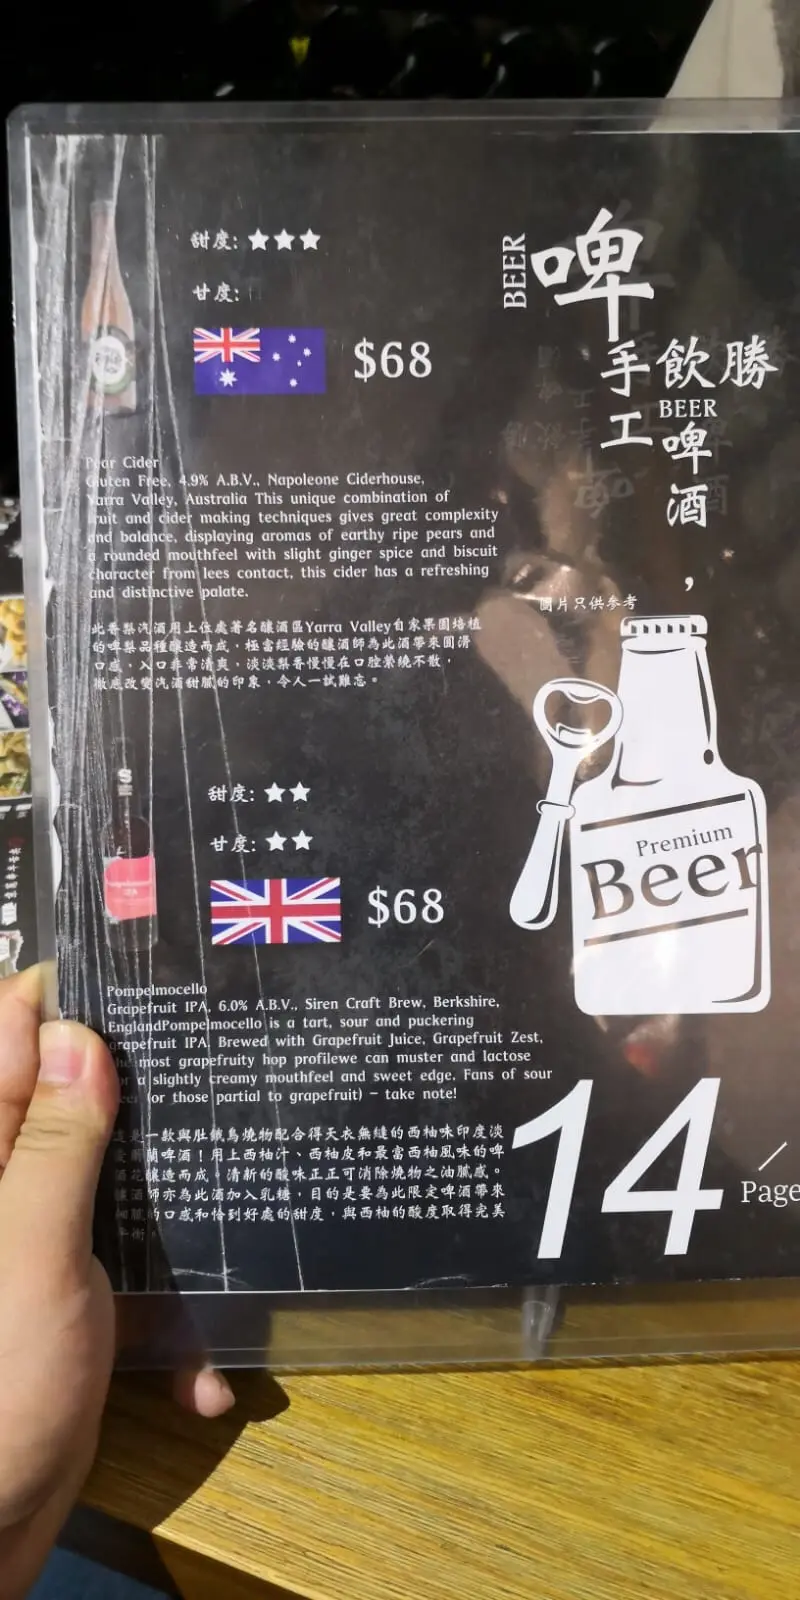 甜度: ★★★
甘度:
$68
Pear Cider
Gluten Free, 4.9% A.B.V., Napoleone Ciderhouse,
Yarra Valley, Australia This unique combination of
fruit and cider making techniques gives great complexity
and balance, displaying aromas of earthy ripe pears and
a rounded mouthfeel with slight ginger spice and biscuit
character from lees contact, this cider has a refreshing
and distinctive palate.
此香梨汽酒用上位處著名釀酒區Yarra Valley自家果園培植
的啤梨品種釀造而成，極富經驗的釀酒師為此酒帶來圓滑
口感，入口非常清爽，淡淡梨香慢慢在口腔縈繞不散，
徹底改變汽酒甜膩的印象，令人一試難忘。
甜度: ★★
甘度: ★★
$68
Pompelmocello
Grapefruit IPA, 6.0% A.B.V., Siren Craft Brew, Berkshire,
EnglandPompelmocello is a tart, sour and puckering
grapefruit IPA. Brewed with Grapefruit Juice, Grapefruit Zest,
the most grapefruity hop profilewe can muster and lactose
for a slightly creamy mouthfeel and sweet edge. Fans of sour
beer (or those partial to grapefruit) – take note!
這是一款與肚餓鳥燒物配合得天衣無縫的西柚味印度淡
愛爾蘭啤酒！用上西柚汁、西柚皮和最富西柚風味的啤
酒花釀造而成，清新的酸味正正可消除燒物之油膩感。
釀酒師亦為此酒加入乳糖，目的是要為此限定啤酒帶來
細膩的口感和恰到好處的甜度，與西柚的酸度取得完美
平衡。
BEER
啤
手工
飲勝
BEER
啤酒，
圖片只供參考
Premium
Beer
14
/
Page